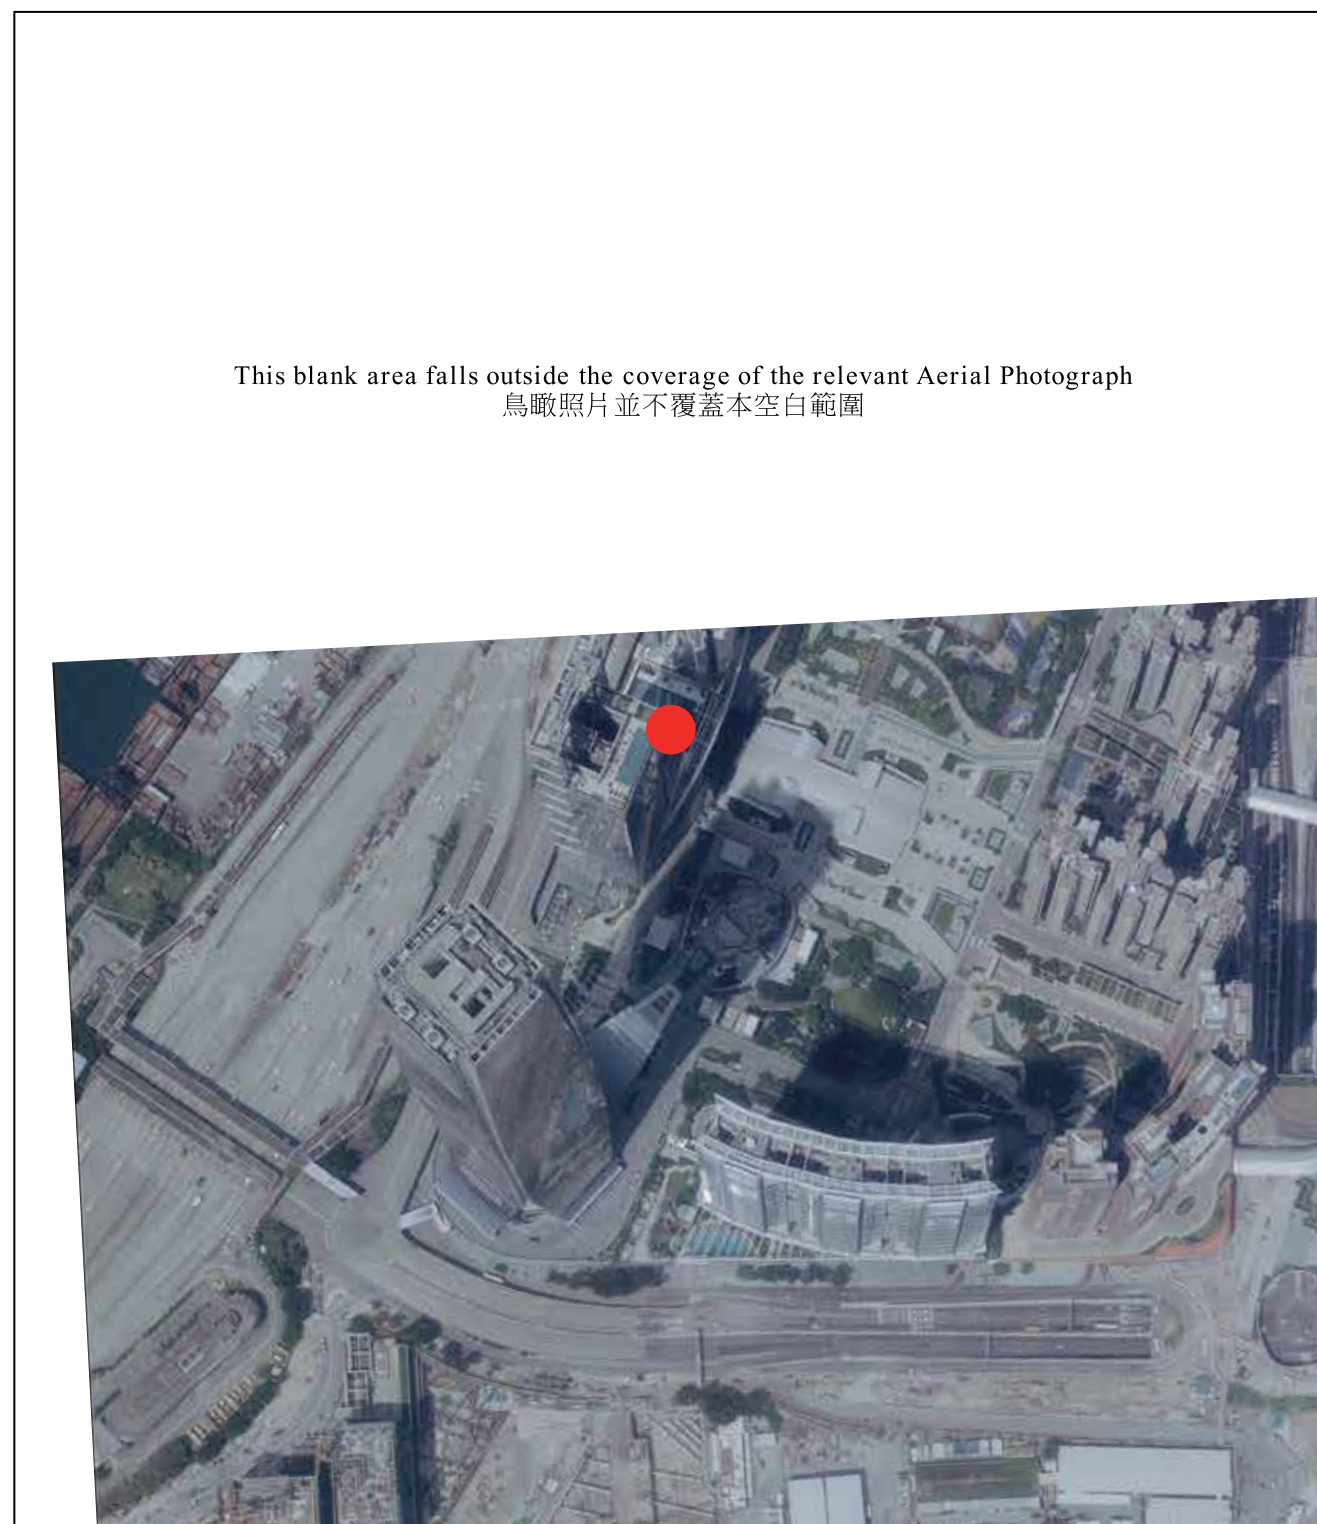 This blank area falls outside the coverage of the relevant Aerial Photograph
鳥瞰照片並不覆蓋本空白範圍